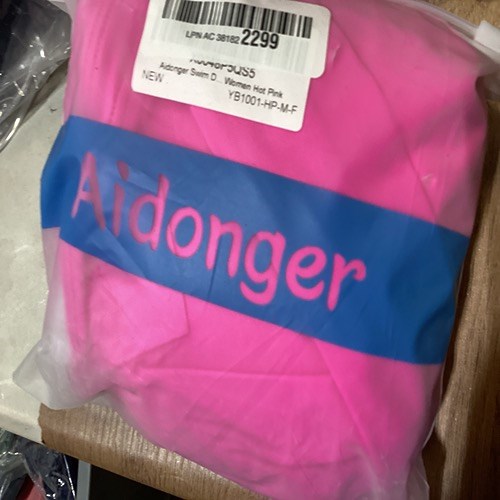 LPN AC 38182 2299
Aidonger Swim D... Women Hot Pink
NEW
YB1001-HP-M-F
Aidonger